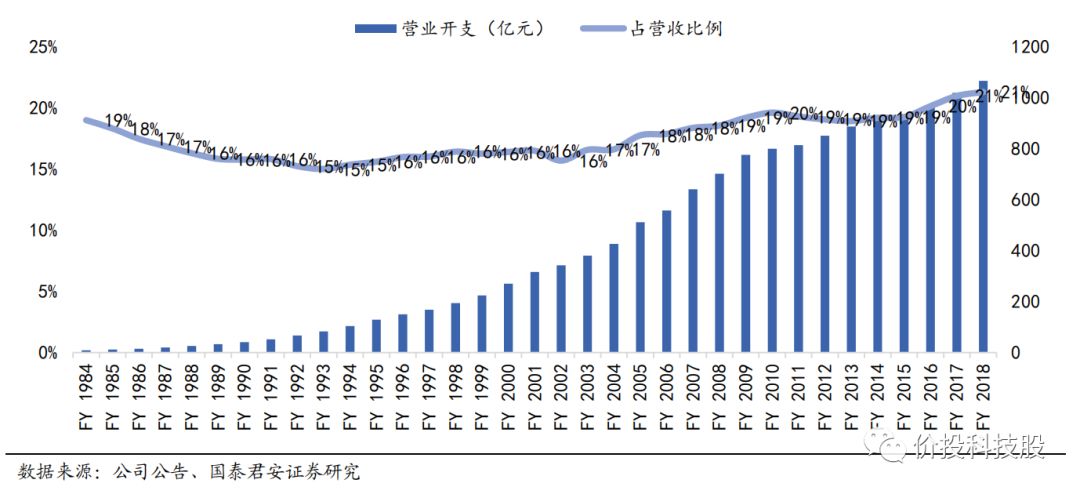 营业开支（亿元）
占营收比例
25%
20%
15%
10%
5%
0%
1200
1000
800
600
400
200
0
19% 18% 17% 17% 16% 16% 16% 16% 15% 15% 15% 16% 16% 16% 16% 16% 16% 16% 16% 17% 17% 18% 18% 18% 19% 19% 20% 19% 19% 19% 19% 19% 20% 21% 21%
FY 1984
FY 1985
FY 1986
FY 1987
FY 1988
FY 1989
FY 1990
FY 1991
FY 1992
FY 1993
FY 1994
FY 1995
FY 1996
FY 1997
FY 1998
FY 1999
FY 2000
FY 2001
FY 2002
FY 2003
FY 2004
FY 2005
FY 2006
FY 2007
FY 2008
FY 2009
FY 2010
FY 2011
FY 2012
FY 2013
FY 2014
FY 2015
FY 2016
FY 2017
FY 2018
价投科技股
数据来源：公司公告、国泰君安证券研究